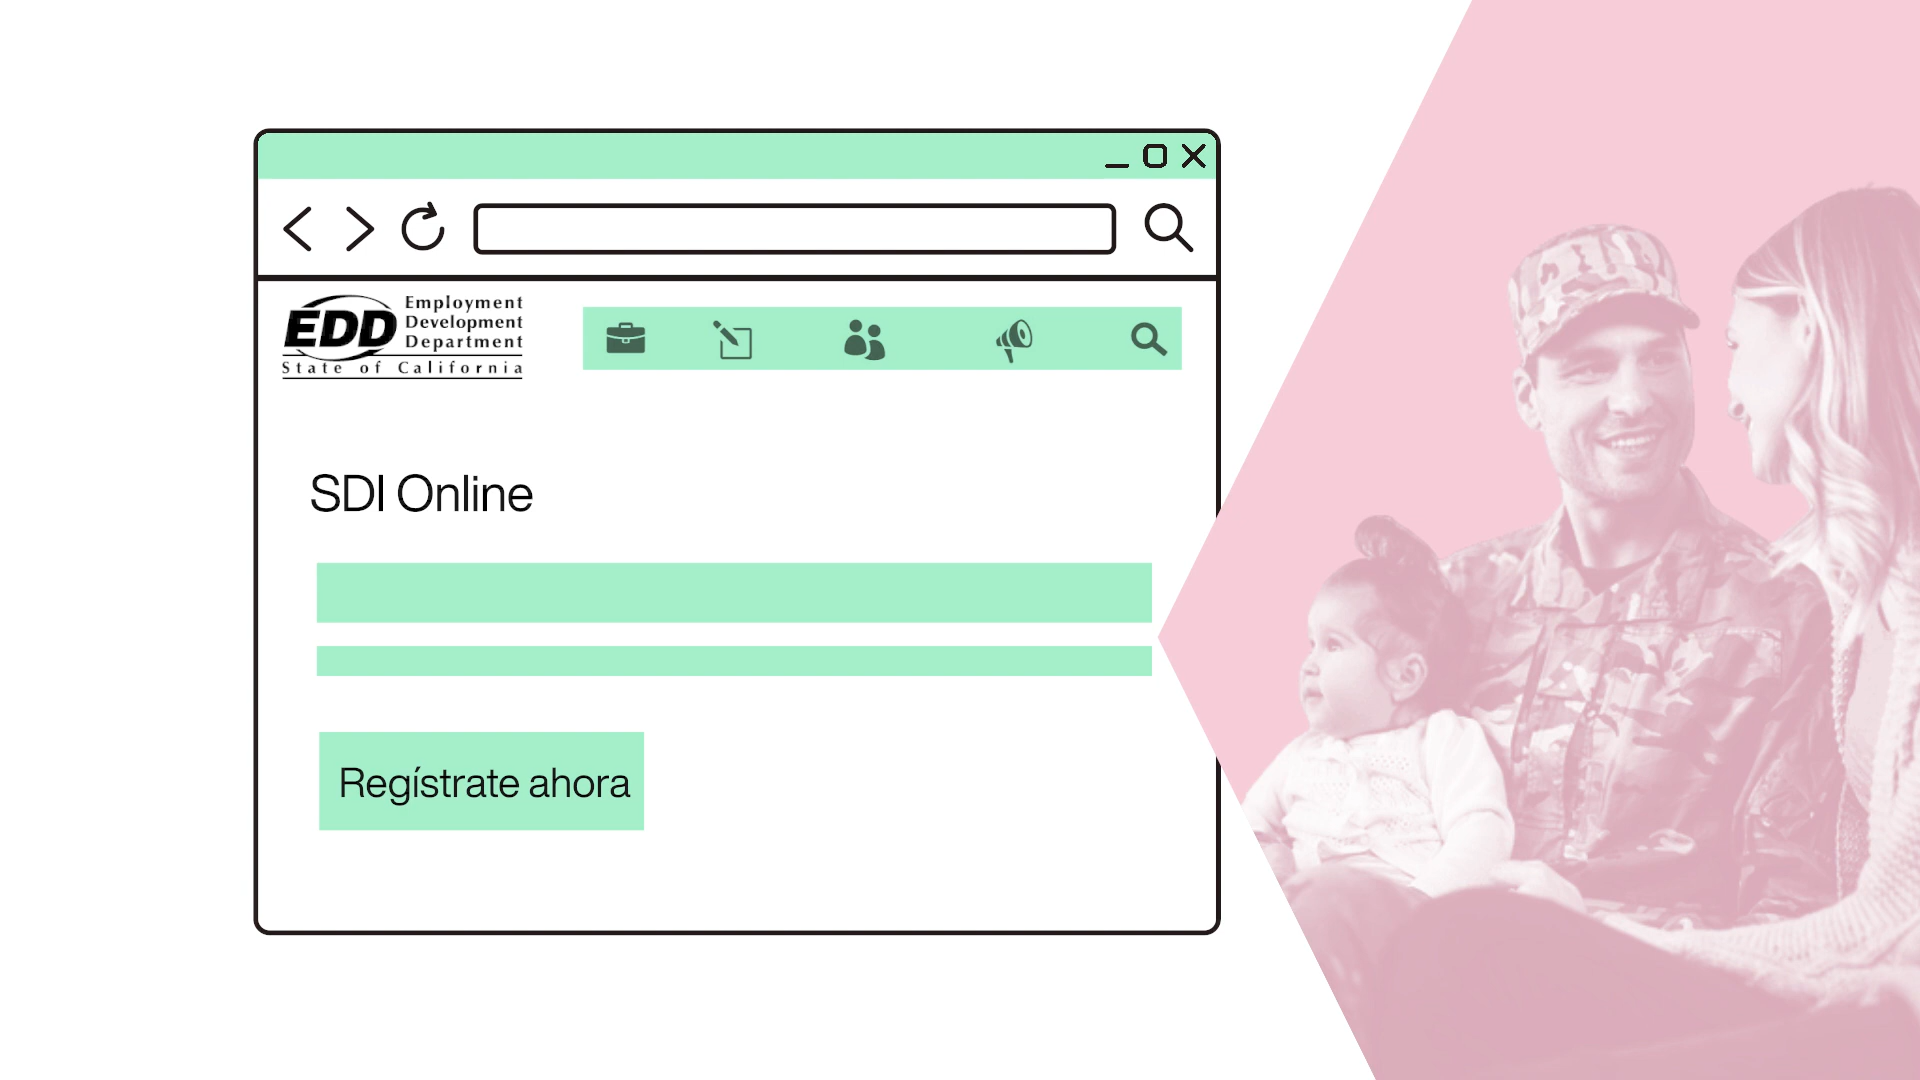 EDD
Employment
Development
Department
State of California
SDI Online
Regístrate ahora